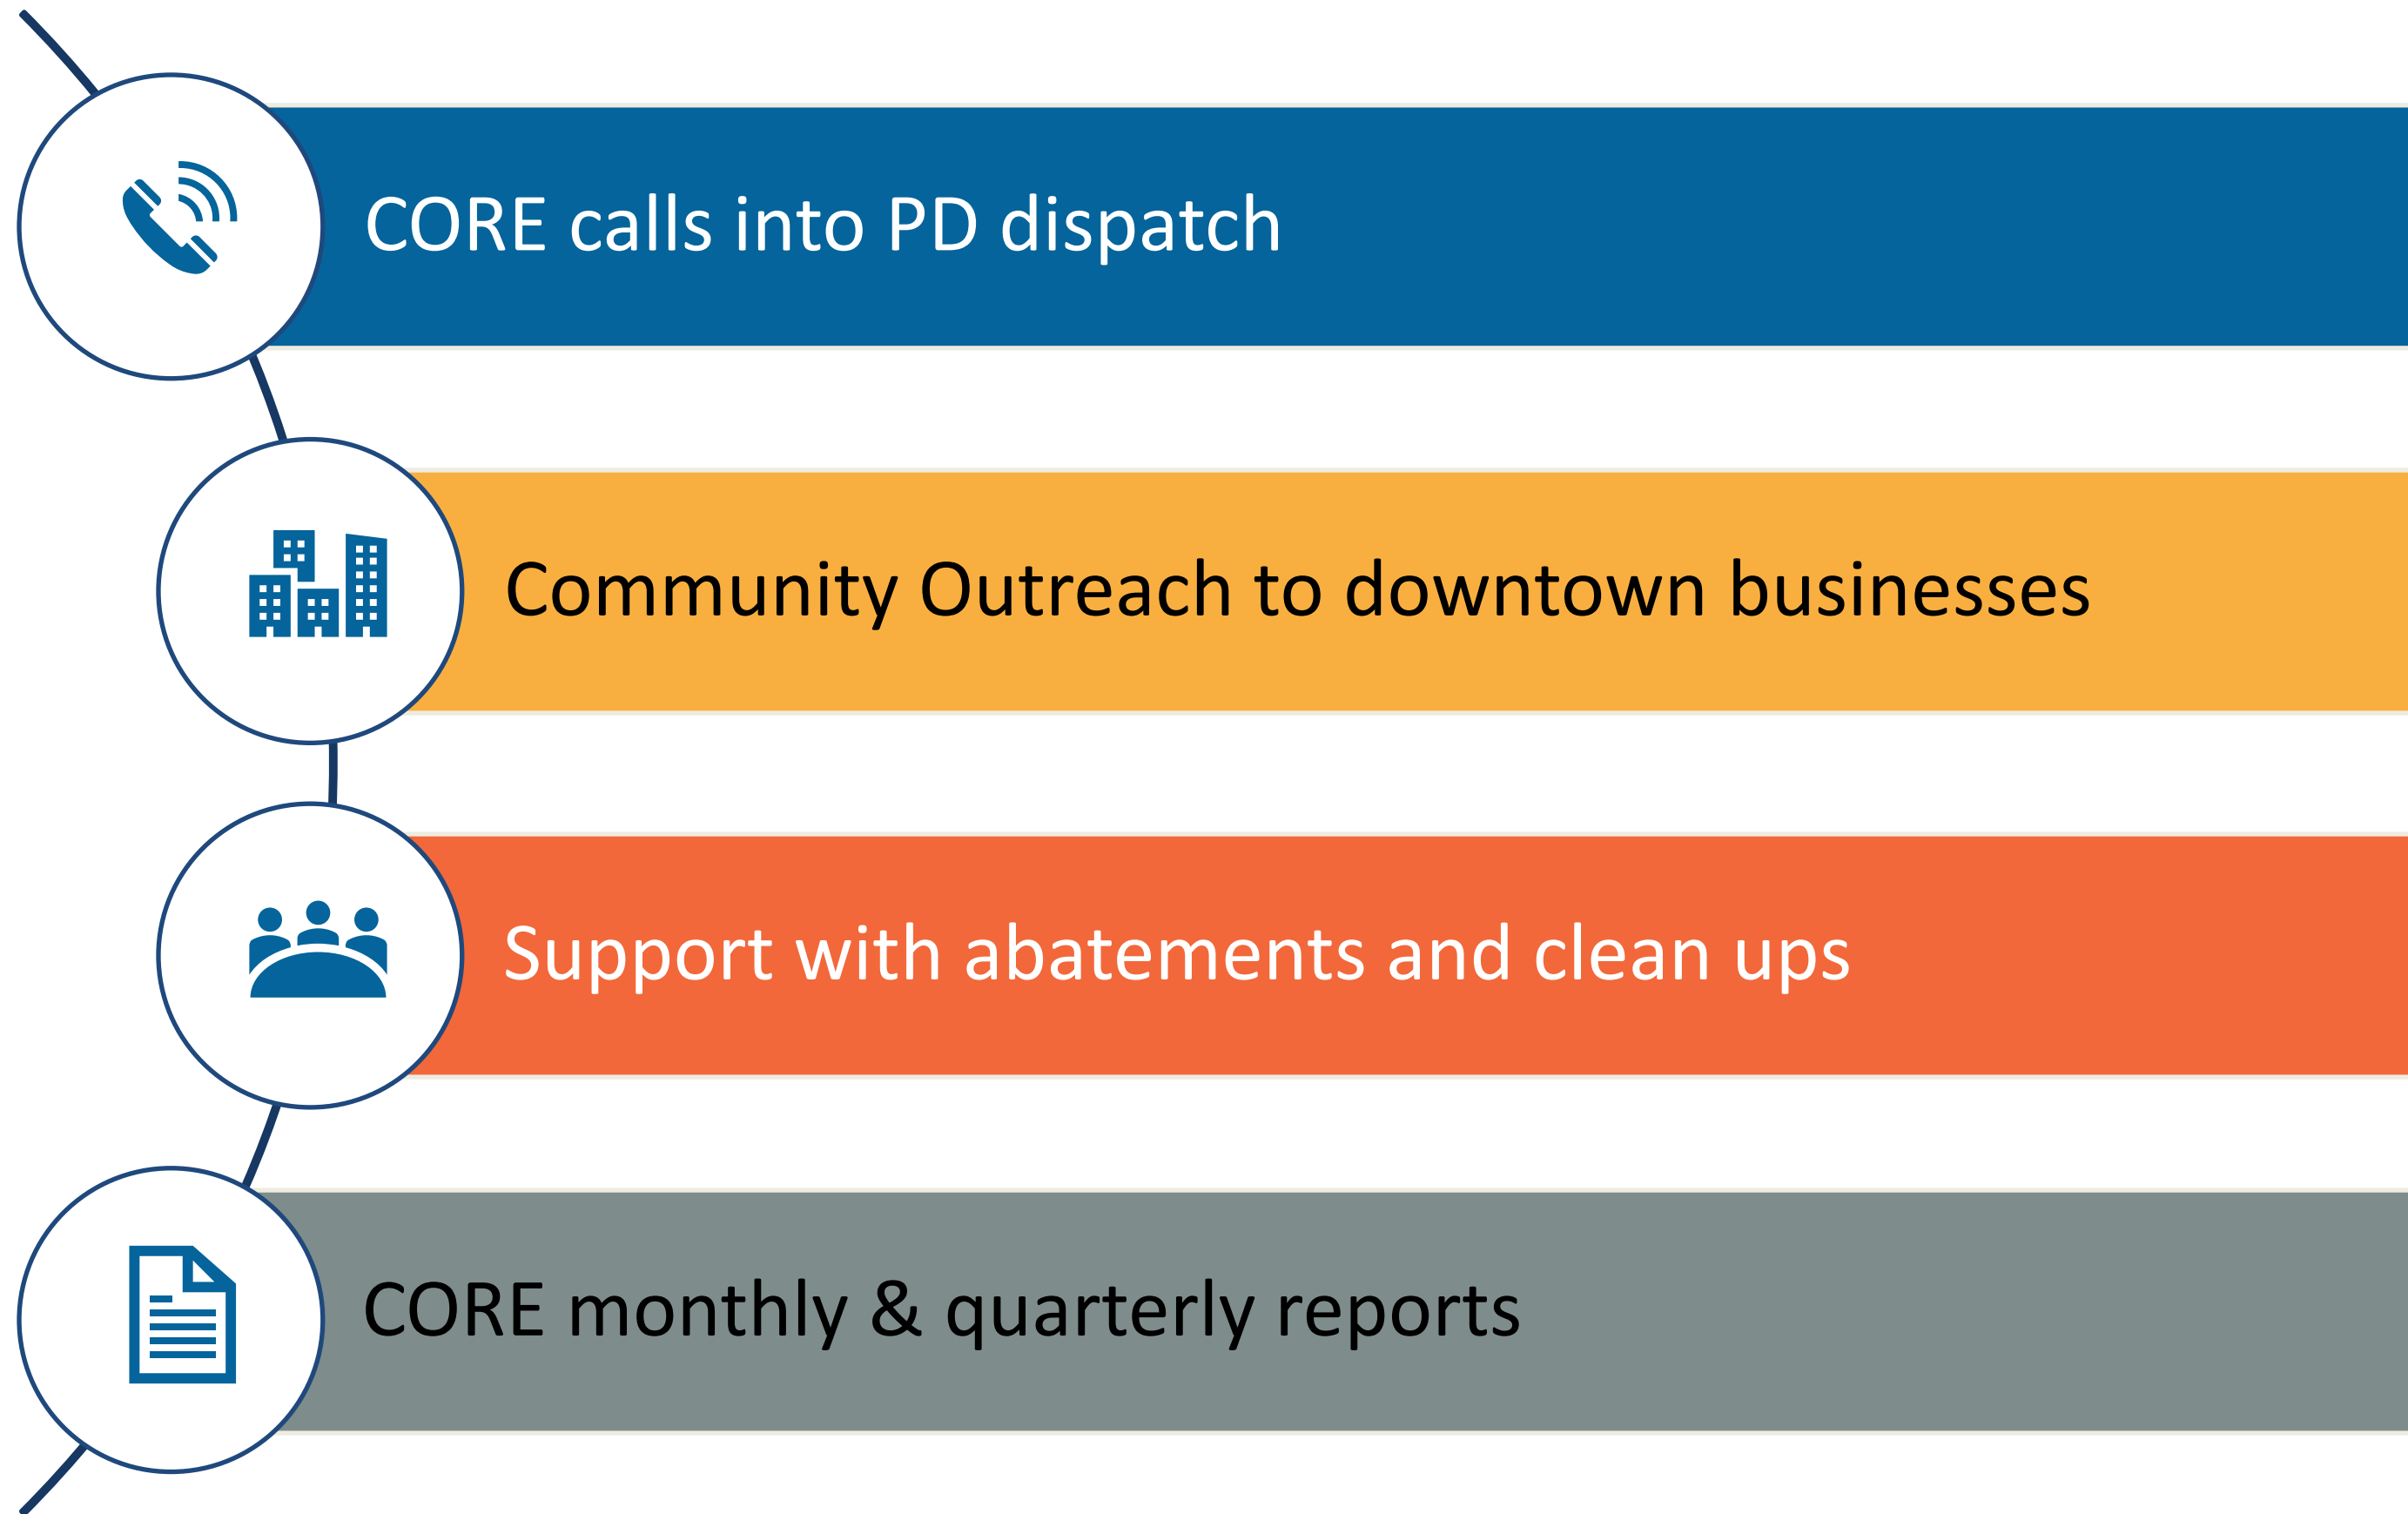 CORE calls into PD dispatch
Community Outreach to downtown businesses
Support with abatements and clean ups
CORE monthly & quarterly reports